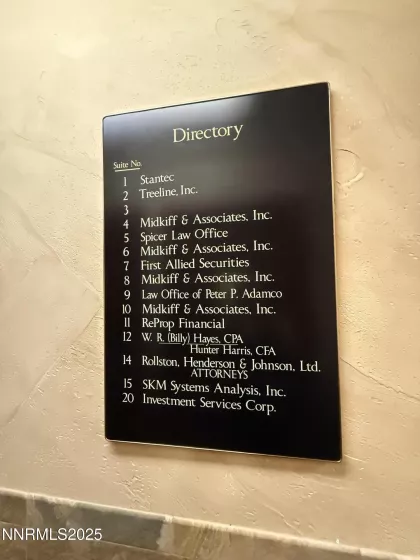 Directory
Suite No.
1 Stantec
2 Treeline, Inc.
3
4 Midkiff & Associates, Inc.
5 Spicer Law Office
6 Midkiff & Associates, Inc.
7 First Allied Securities
8 Midkiff & Associates, Inc.
9 Law Office of Peter P. Adamco
10 Midkiff & Associates, Inc.
11 ReProp Financial
12 W. R. (Billy) Hayes, CPA
Hunter Harris, CFA
14 Rollston, Henderson & Johnson, Ltd.
ATTORNEYS
15 SKM Systems Analysis, Inc.
20 Investment Services Corp.
NNRMLS2025